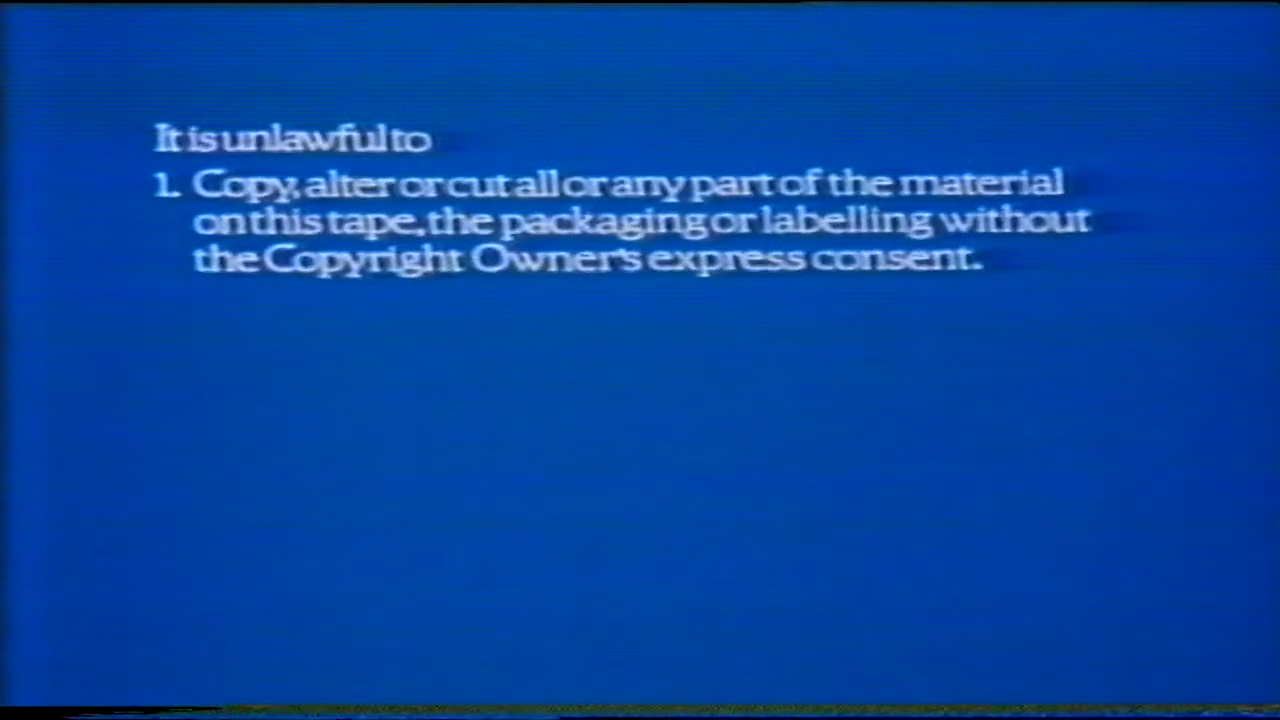 It is unlawful to
1. Copy, alter or cut all or any part of the material
on this tape, the packaging or labelling without
the Copyright Owner's express consent.